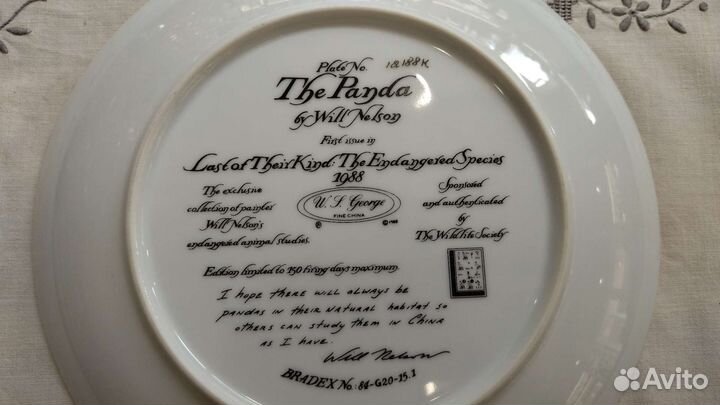 Plate No. 18188K
The Panda
by Will Nelson
First issue in
Last of Their Kind: The Endangered Species
1988
The exclusive
collection of painter
Will Nelson's
endangered animal studies.
W. L. George
FINE CHINA
® © 1988
Sponsored
and authenticated
by
The Wildlife Society
Edition limited to 150 firing days maximum
I hope there will always be
pandas in their natural habitat so
others can study them in China
as I have.
Will Nelson
BRADEX No.: 84-G20-15.1
Avito